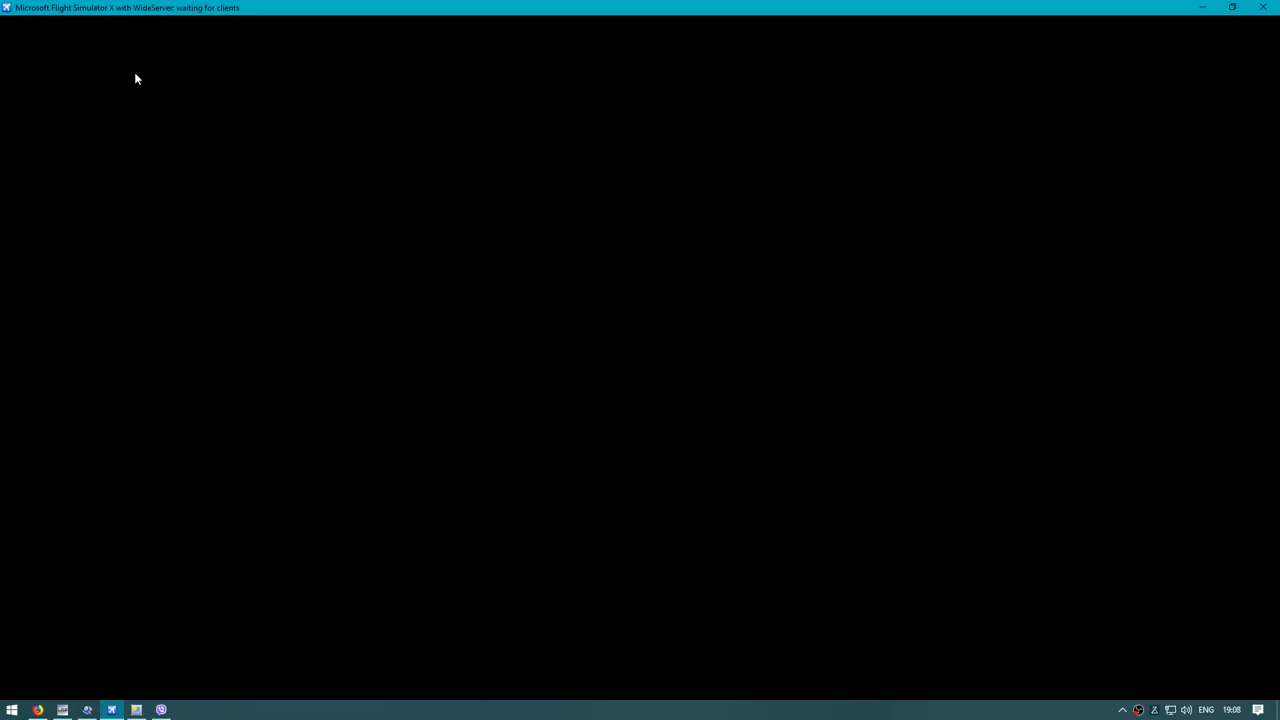 Microsoft Flight Simulator X with WideServer: waiting for clients
ENG 19:08